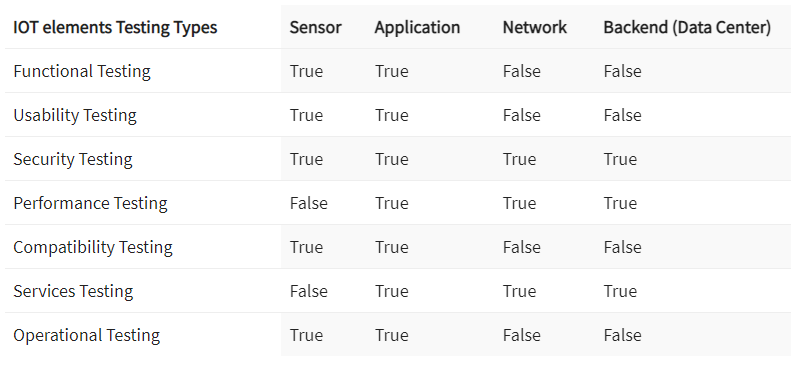 IOT elements Testing Types Sensor Application Network Backend (Data Center)
Functional Testing True True False False
Usability Testing True True False False
Security Testing True True True True
Performance Testing False True True True
Compatibility Testing True True False False
Services Testing False True True True
Operational Testing True True False False